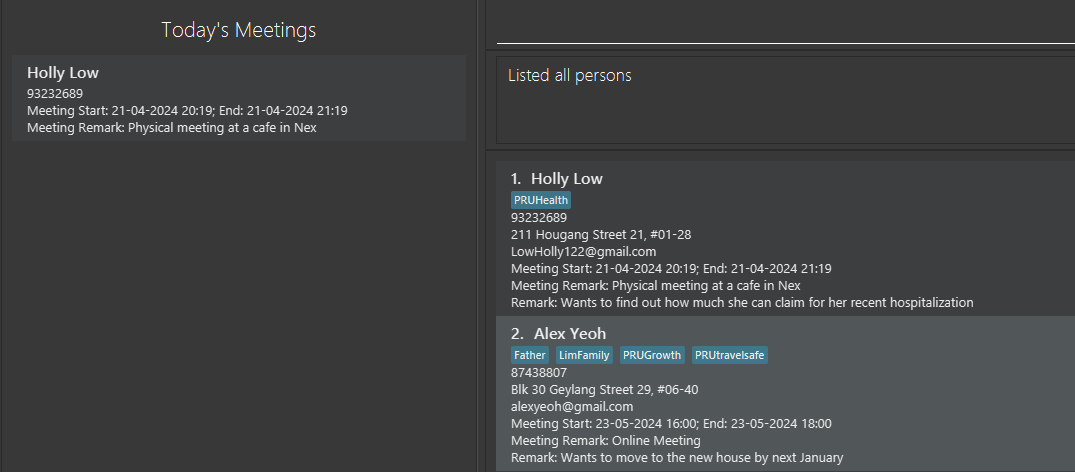 Today's Meetings
Holly Low
93232689
Meeting Start: 21-04-2024 20:19; End: 21-04-2024 21:19
Meeting Remark: Physical meeting at a cafe in Nex
Listed all persons
1. Holly Low
PRUHealth
93232689
211 Hougang Street 21, #01-28
LowHolly122@gmail.com
Meeting Start: 21-04-2024 20:19; End: 21-04-2024 21:19
Meeting Remark: Physical meeting at a cafe in Nex
Remark: Wants to find out how much she can claim for her recent hospitalization
2. Alex Yeoh
Father LimFamily PRUGrowth PRUtravelsafe
87438807
Blk 30 Geylang Street 29, #06-40
alexyeoh@gmail.com
Meeting Start: 23-05-2024 16:00; End: 23-05-2024 18:00
Meeting Remark: Online Meeting
Remark: Wants to move to the new house by next January